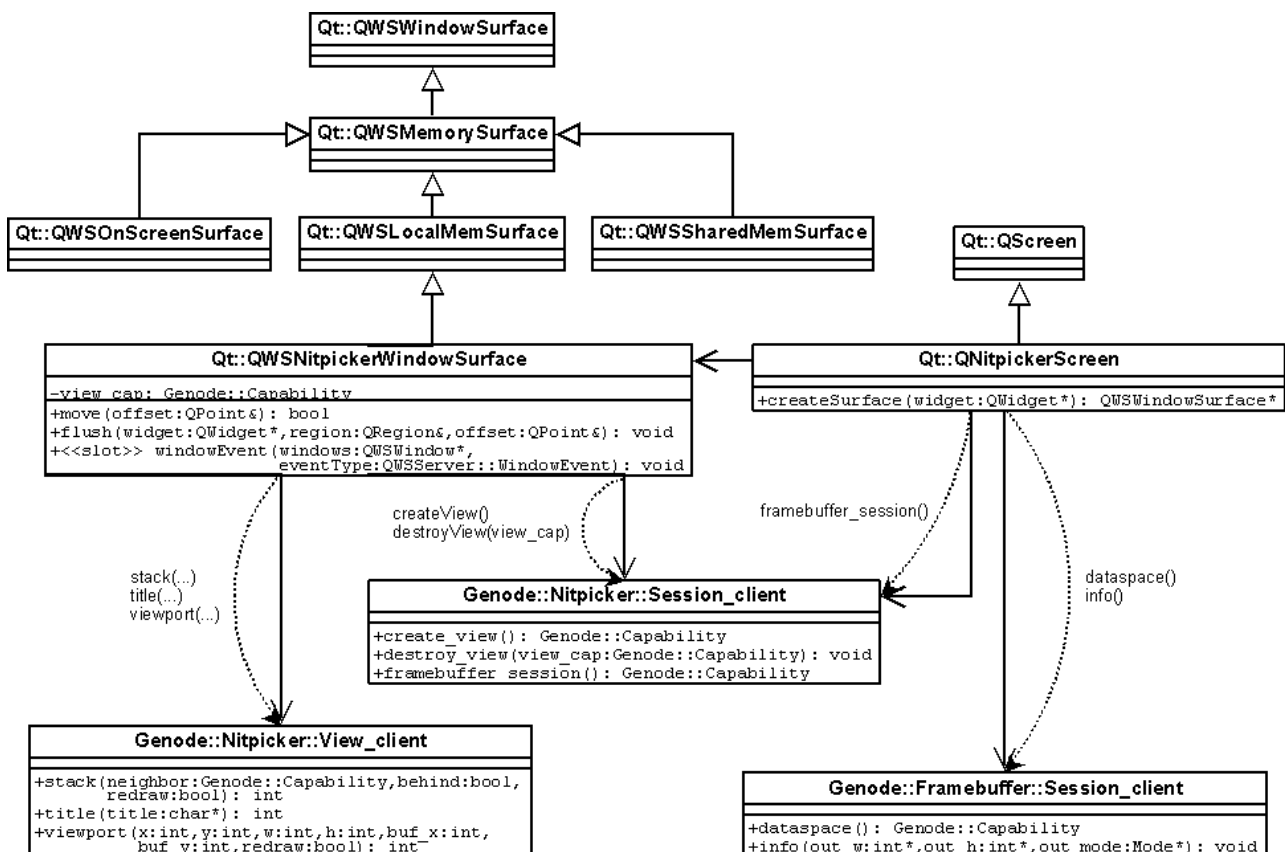 Qt::QWSWindowSurface
Qt::QWSMemorySurface
Qt::QWSOnScreenSurface
Qt::QWSLocalMemSurface
Qt::QWSSharedMemSurface
Qt::QScreen
Qt::QWSNitpickerWindowSurface
-view_cap: Genode::Capability
+move(offset:QPoint&): bool
+flush(widget:QWidget*,region:QRegion&,offset:QPoint&): void
+<<slot>> windowEvent(windows:QWSWindow*,
eventType:QWSServer::WindowEvent): void
Qt::QNitpickerScreen
+createSurface(widget:QWidget*): QWSWindowSurface*
createView()
destroyView(view_cap)
framebuffer_session()
stack(...)
title(...)
viewport(...)
dataspace()
info()
Genode::Nitpicker::Session_client
+create_view(): Genode::Capability
+destroy_view(view_cap:Genode::Capability): void
+framebuffer_session(): Genode::Capability
Genode::Nitpicker::View_client
+stack(neighbor:Genode::Capability,behind:bool,
redraw:bool): int
+title(title:char*): int
+viewport(x:int,y:int,w:int,h:int,buf_x:int,
buf_y:int,redraw:bool): int
Genode::Framebuffer::Session_client
+dataspace(): Genode::Capability
+info(out_w:int*,out_h:int*,out_mode:Mode*): void